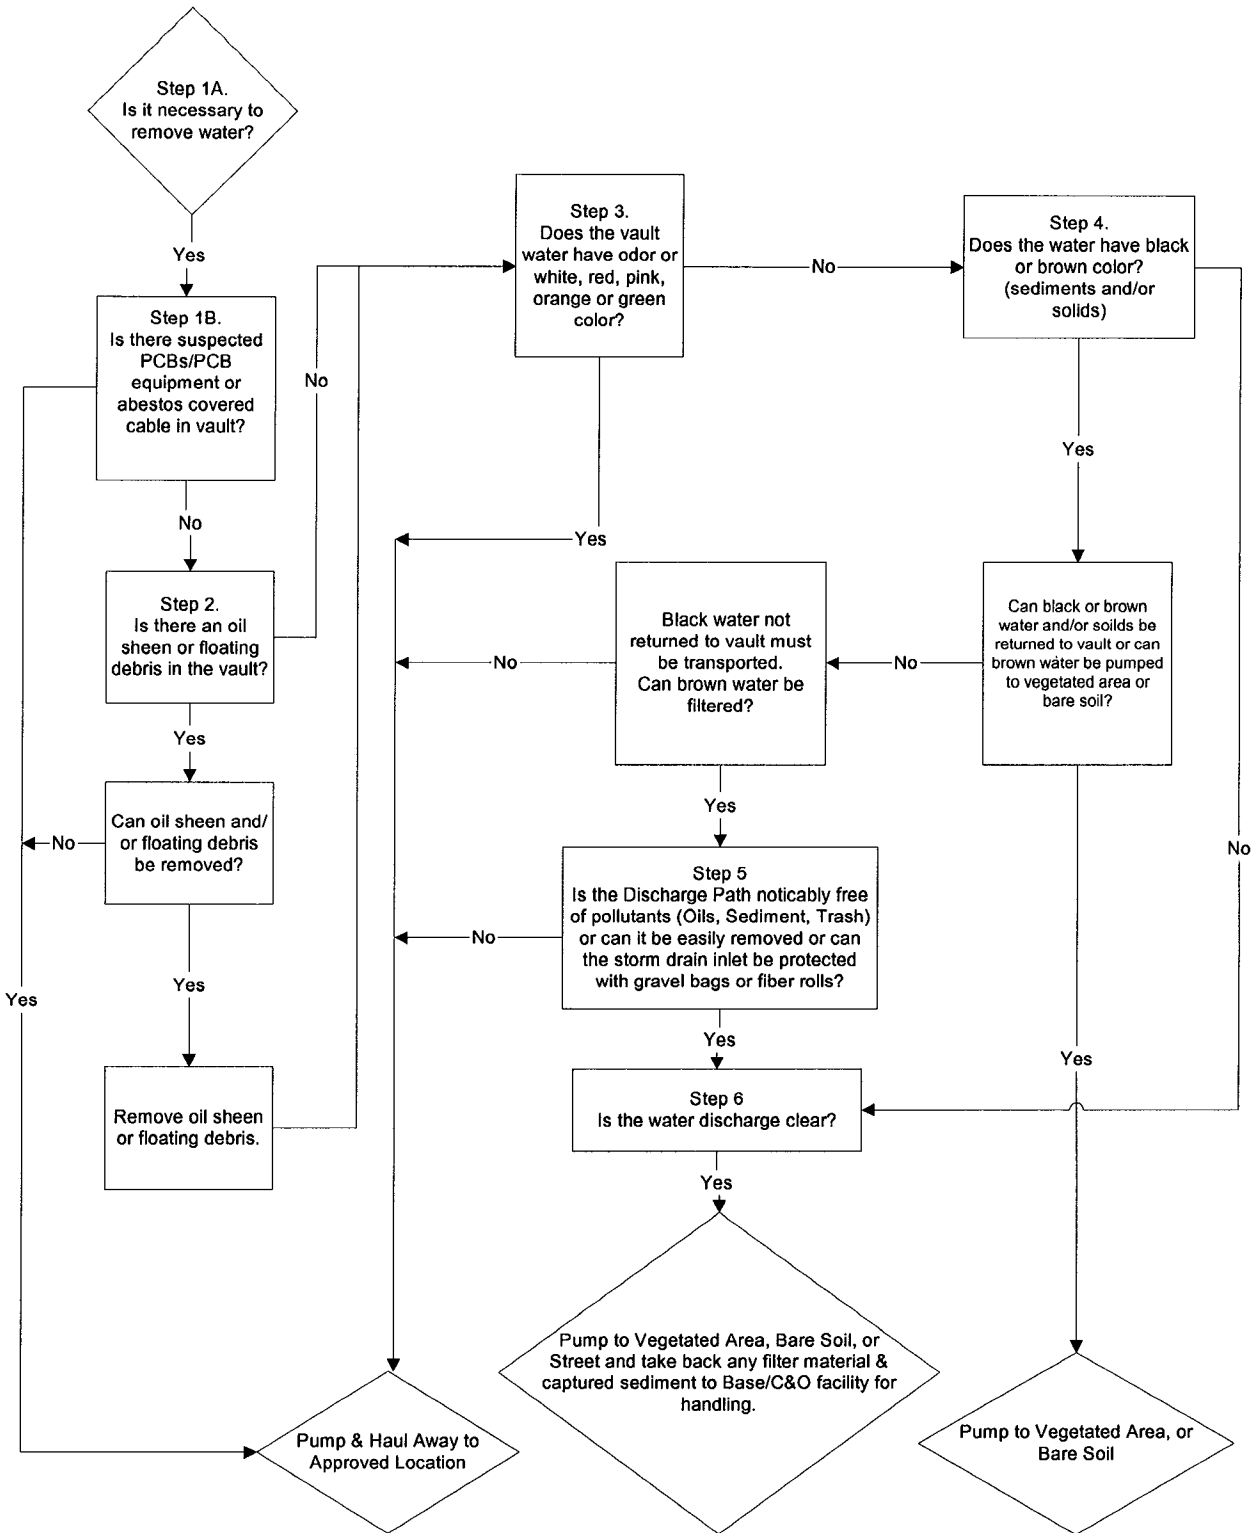 Step 1A.
Is it necessary to
remove water?
Yes
Step 1B.
Is there suspected
PCBs/PCB
equipment or
abestos covered
cable in vault?
No
Step 2.
Is there an oil
sheen or floating
debris in the vault?
No
Yes
Can oil sheen and/
or floating debris
be removed?
No
Yes
Yes
Remove oil sheen
or floating debris.
Step 3.
Does the vault
water have odor or
white, red, pink,
orange or green
color?
No
Yes
Step 4.
Does the water have black
or brown color?
(sediments and/or
solids)
Yes
No
Can black or brown
water and/or soilds be
returned to vault or can
brown water be pumped
to vegetated area or
bare soil?
No
Yes
Black water not
returned to vault must
be transported.
Can brown water be
filtered?
No
Yes
Step 5
Is the Discharge Path noticably free
of pollutants (Oils, Sediment, Trash)
or can it be easily removed or can
the storm drain inlet be protected
with gravel bags or fiber rolls?
No
Yes
Step 6
Is the water discharge clear?
Yes
Pump & Haul Away to
Approved Location
Pump to Vegetated Area, Bare Soil, or
Street and take back any filter material &
captured sediment to Base/C&O facility for
handling.
Pump to Vegetated Area, or
Bare Soil